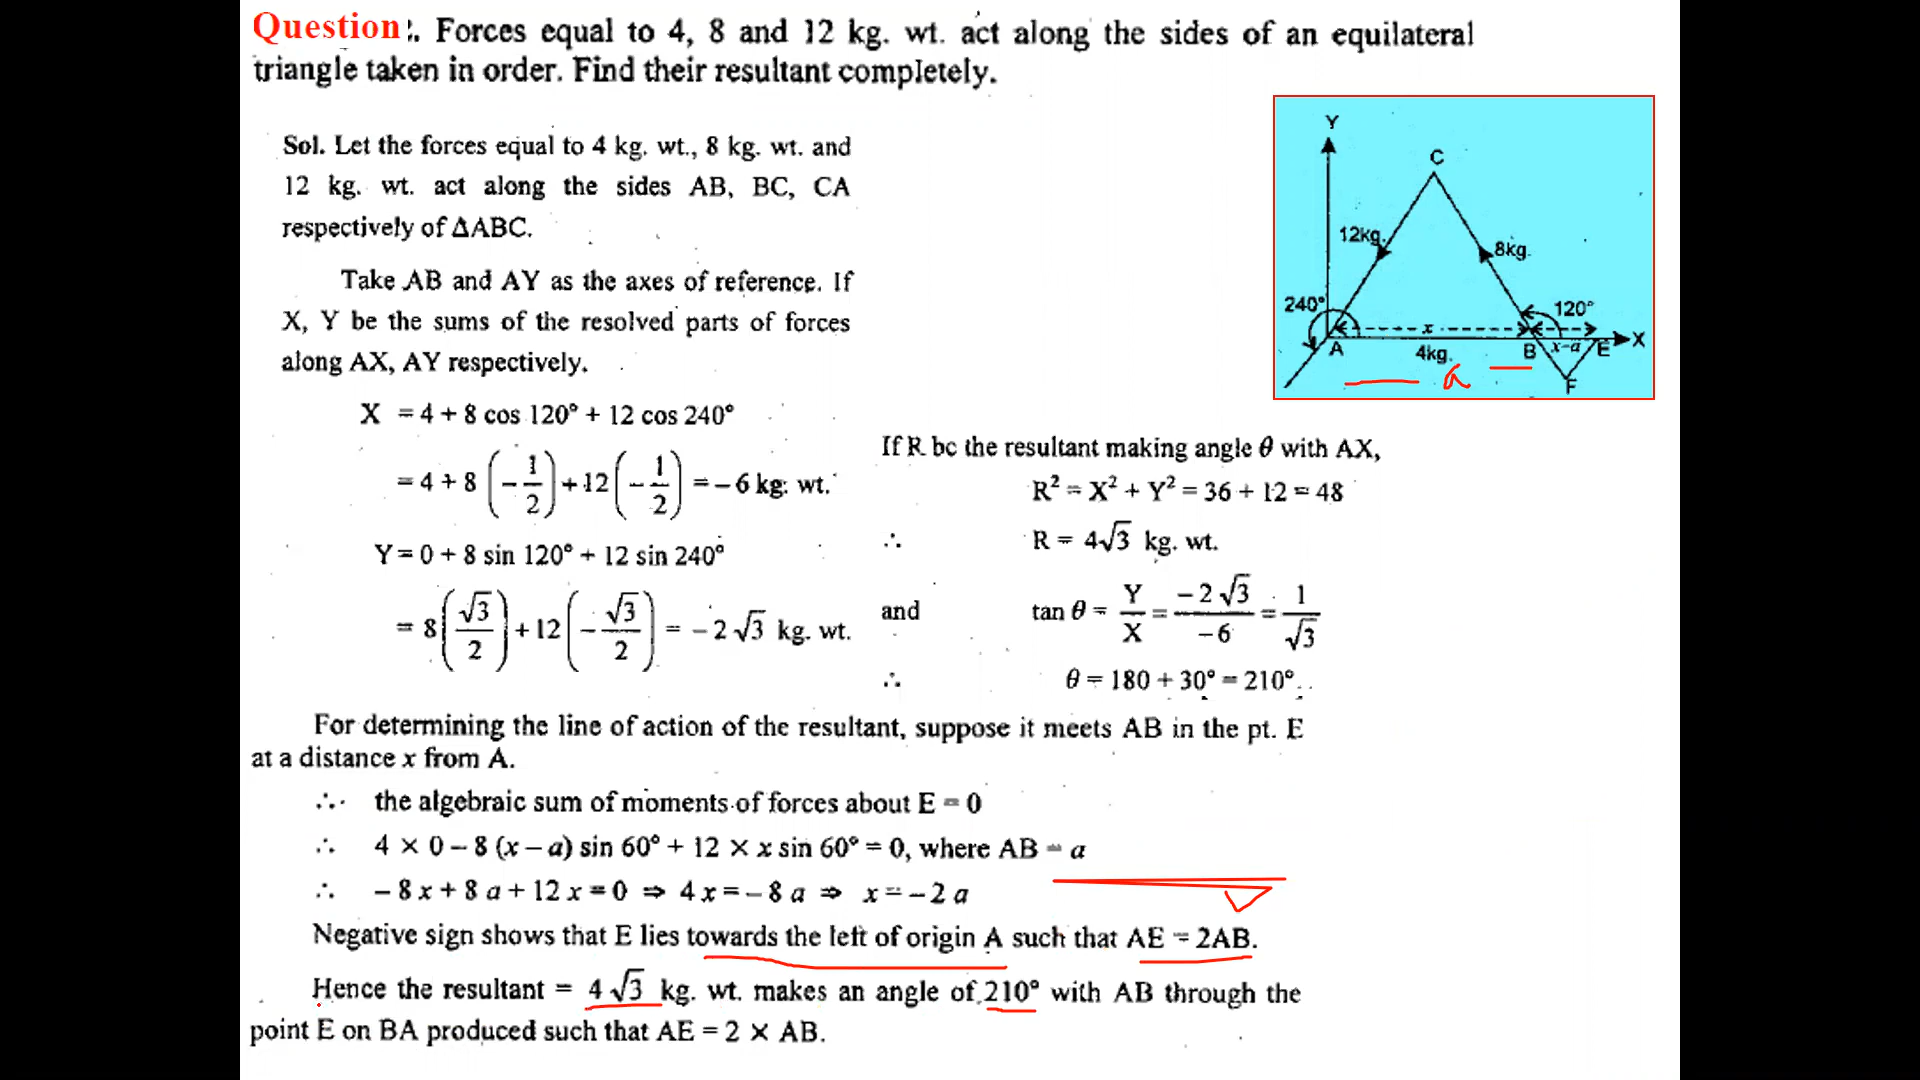 Question :. Forces equal to 4, 8 and 12 kg. wt. act along the sides of an equilateral
triangle taken in order. Find their resultant completely.
Sol. Let the forces equal to 4 kg. wt., 8 kg. wt. and
12 kg. wt. act along the sides AB, BC, CA
respectively of ΔABC.
Take AB and AY as the axes of reference. If
X, Y be the sums of the resolved parts of forces
along AX, AY respectively.
X = 4 + 8 cos 120° + 12 cos 240°
= 4 + 8 (-1/2) + 12 (-1/2) = – 6 kg. wt.
Y = 0 + 8 sin 120° + 12 sin 240°
= 8 (√3/2) + 12 (-√3/2) = – 2 √3 kg. wt.
Y
C
12kg.
8kg.
240°
120°
x
X
A
4kg.
B
x–a
E
a
F
If R be the resultant making angle θ with AX,
R² = X² + Y² = 36 + 12 = 48
∴ R = 4√3 kg. wt.
and tan θ = Y/X = – 2 √3/– 6 = 1/√3
∴ θ = 180 + 30° = 210°.
For determining the line of action of the resultant, suppose it meets AB in the pt. E
at a distance x from A.
∴ the algebraic sum of moments of forces about E = 0
∴ 4 × 0 – 8 (x – a) sin 60° + 12 × x sin 60° = 0, where AB = a
∴ – 8 x + 8 a + 12 x = 0 ⇒ 4 x = – 8 a ⇒ x = – 2 a
Negative sign shows that E lies towards the left of origin A such that AE = 2AB.
Hence the resultant = 4 √3 kg. wt. makes an angle of 210° with AB through the
point E on BA produced such that AE = 2 × AB.